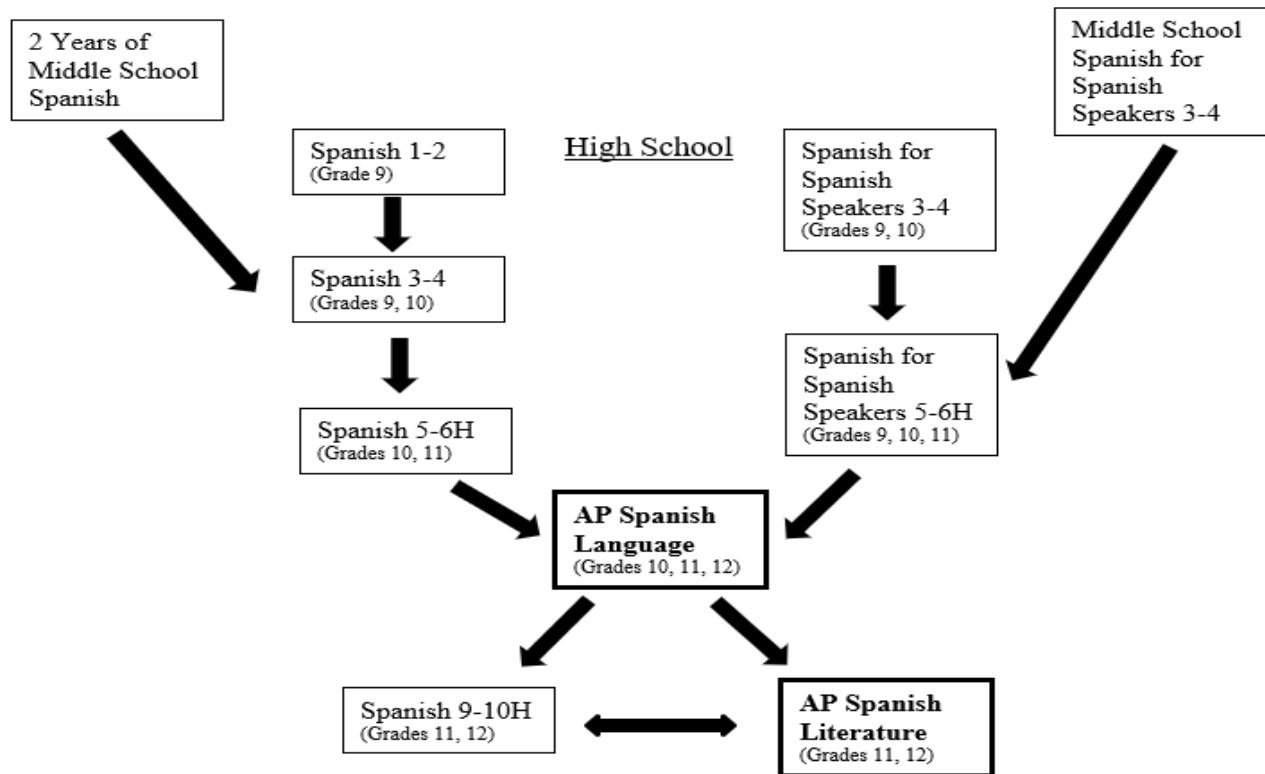 2 Years of
Middle School
Spanish
Middle School
Spanish for
Spanish
Speakers 3-4
High School
Spanish 1-2
(Grade 9)
Spanish for
Spanish
Speakers 3-4
(Grades 9, 10)
Spanish 3-4
(Grades 9, 10)
Spanish for
Spanish
Speakers 5-6H
(Grades 9, 10, 11)
Spanish 5-6H
(Grades 10, 11)
AP Spanish
Language
(Grades 10, 11, 12)
Spanish 9-10H
(Grades 11, 12)
AP Spanish
Literature
(Grades 11, 12)